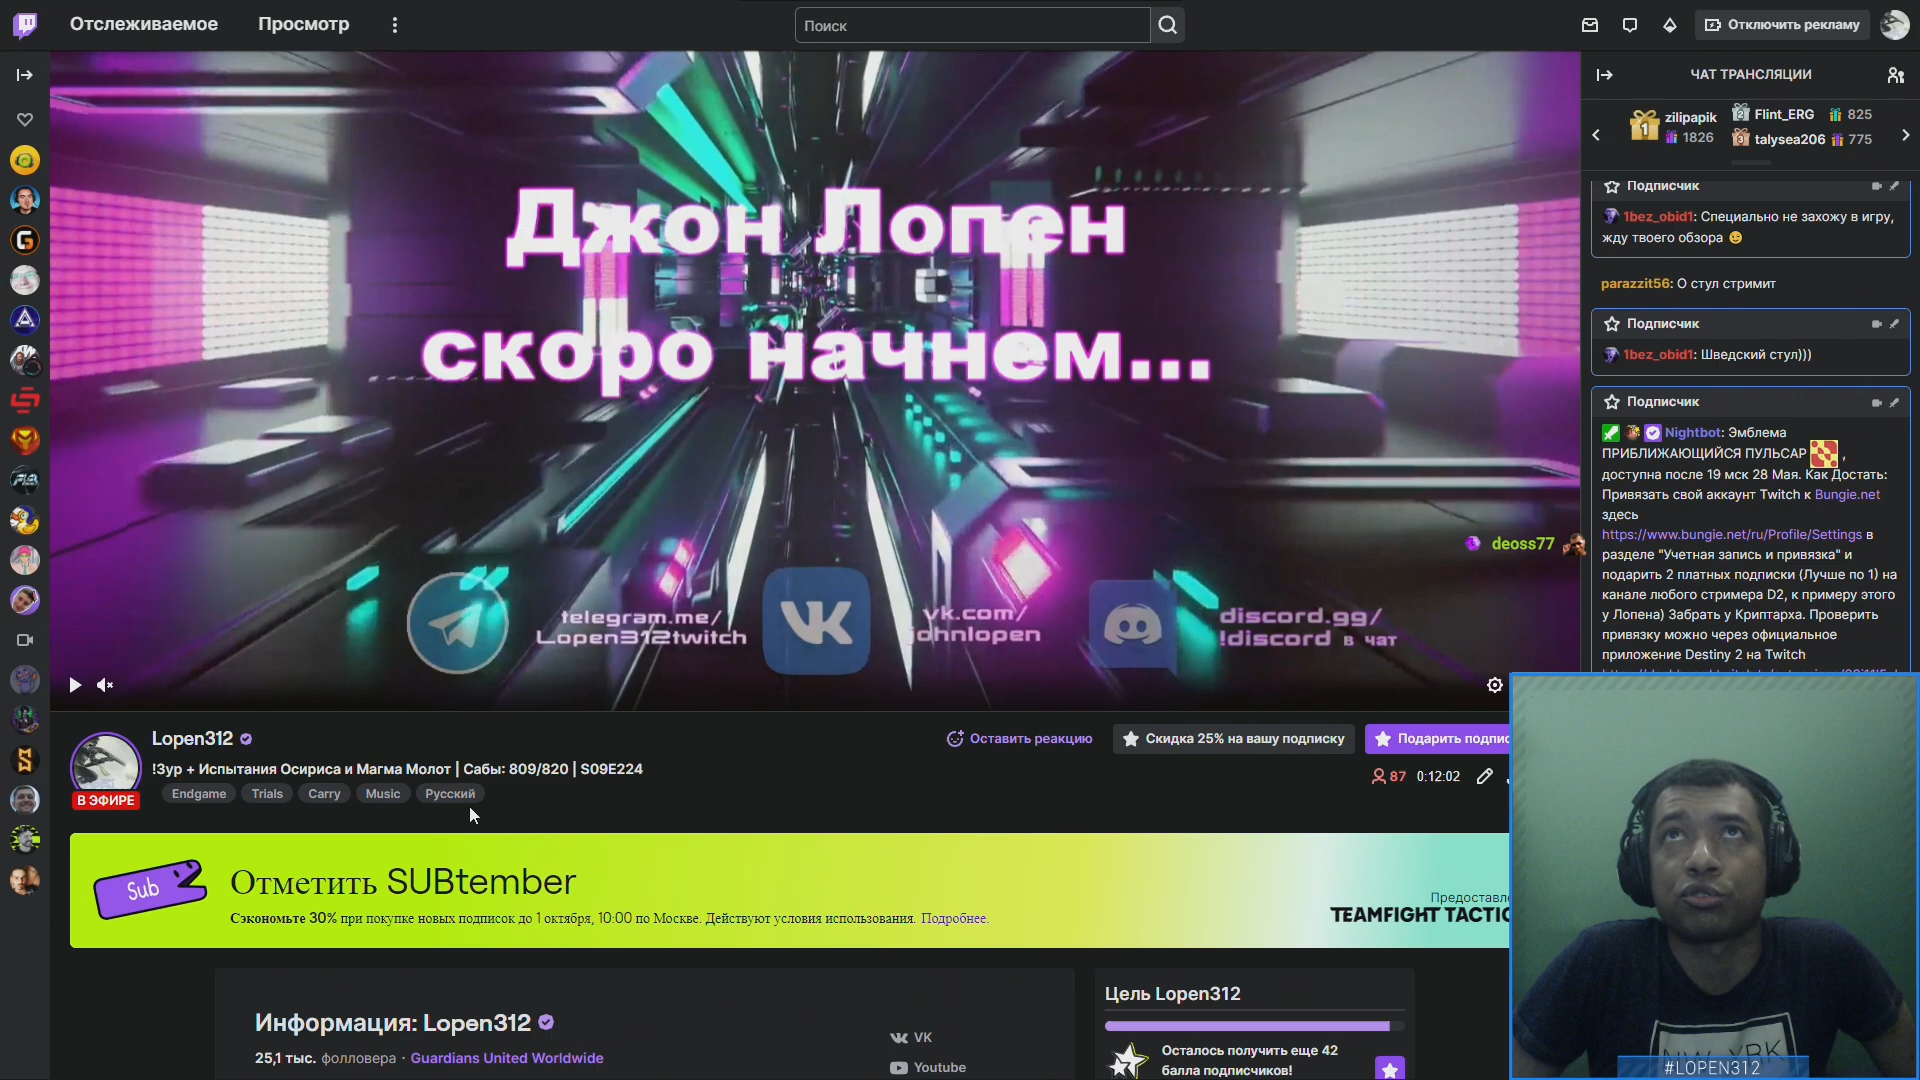 Отслеживаемое
Просмотр
Поиск
Отключить рекламу
Джон Лопен
скоро начнем...
telegram.me/
Lopen312twitch
vk.com/
johnlopen
discord.gg/
!discord в чат
deoss77
ЧАТ ТРАНСЛЯЦИИ
1 zilipapik
1826
2 Flint_ERG 825
3 talysea206 775
Подписчик
1bez_obid1: Специально не захожу в игру,
жду твоего обзора
parazzit56: О стул стримит
Подписчик
1bez_obid1: Шведский стул)))
Подписчик
Nightbot: Эмблема
ПРИБЛИЖАЮЩИЙСЯ ПУЛЬСАР ,
доступна после 19 мск 28 Мая. Как Достать:
Привязать свой аккаунт Twitch к Bungie.net
здесь
https://www.bungie.net/ru/Profile/Settings в
разделе "Учетная запись и привязка" и
подарить 2 платных подписки (Лучше по 1) на
канале любого стримера D2, к примеру этого
у Лопена) Забрать у Криптарха. Проверить
привязку можно через официальное
приложение Destiny 2 на Twitch
Lopen312
!Зур + Испытания Осириса и Магма Молот | Сабы: 809/820 | S09E224
В ЭФИРЕ
Endgame
Trials
Carry
Music
Русский
Оставить реакцию
Скидка 25% на вашу подписку
Подарить подпис
87 0:12:02
Sub
Отметить SUBtember
Сэкономьте 30% при покупке новых подписок до 1 октября, 10:00 по Москве. Действуют условия использования. Подробнее.
Предоставле
TEAMFIGHT TACTIC
Информация: Lopen312
25,1 тыс. фолловера · Guardians United Worldwide
VK
Youtube
Цель Lopen312
Осталось получить еще 42
балла подписчиков!
#LOPEN312